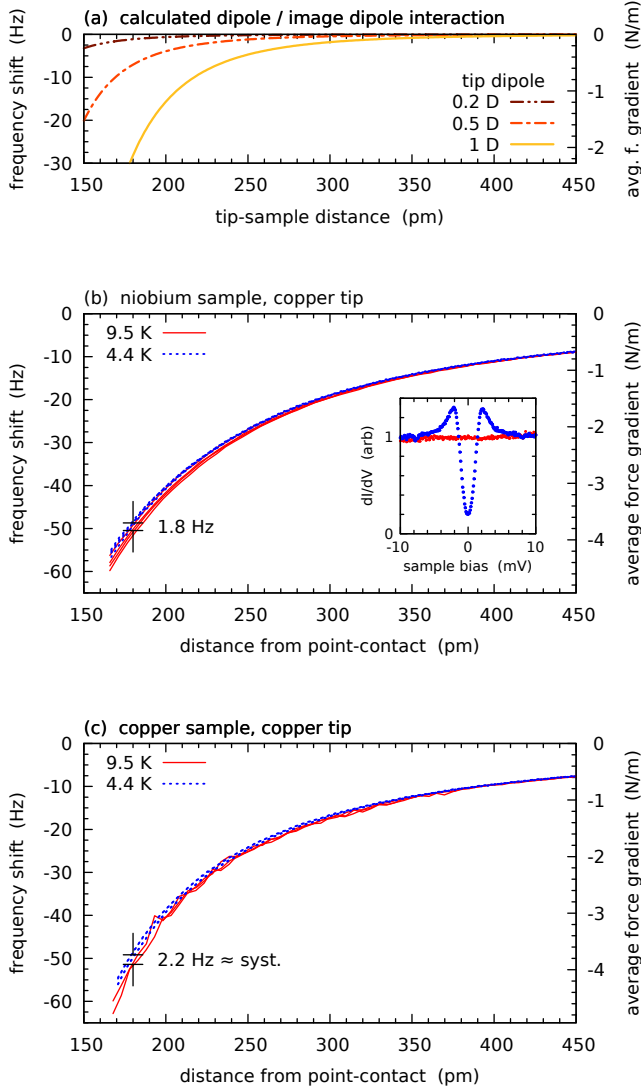 (a) calculated dipole / image dipole interaction
frequency shift (Hz)
0
-10
-20
-30
150 200 250 300 350 400 450
tip-sample distance (pm)
tip dipole
0.2 D
0.5 D
1 D
0
-1
-2
avg. f. gradient (N/m)
(b) niobium sample, copper tip
frequency shift (Hz)
0
-10
-20
-30
-40
-50
-60
9.5 K
4.4 K
1.8 Hz
dI/dV (arb)
1
0
-10 0 10
sample bias (mV)
0
-1
-2
-3
-4
average force gradient (N/m)
150 200 250 300 350 400 450
distance from point-contact (pm)
(c) copper sample, copper tip
frequency shift (Hz)
0
-10
-20
-30
-40
-50
-60
9.5 K
4.4 K
2.2 Hz ≈ syst.
0
-1
-2
-3
-4
average force gradient (N/m)
150 200 250 300 350 400 450
distance from point-contact (pm)